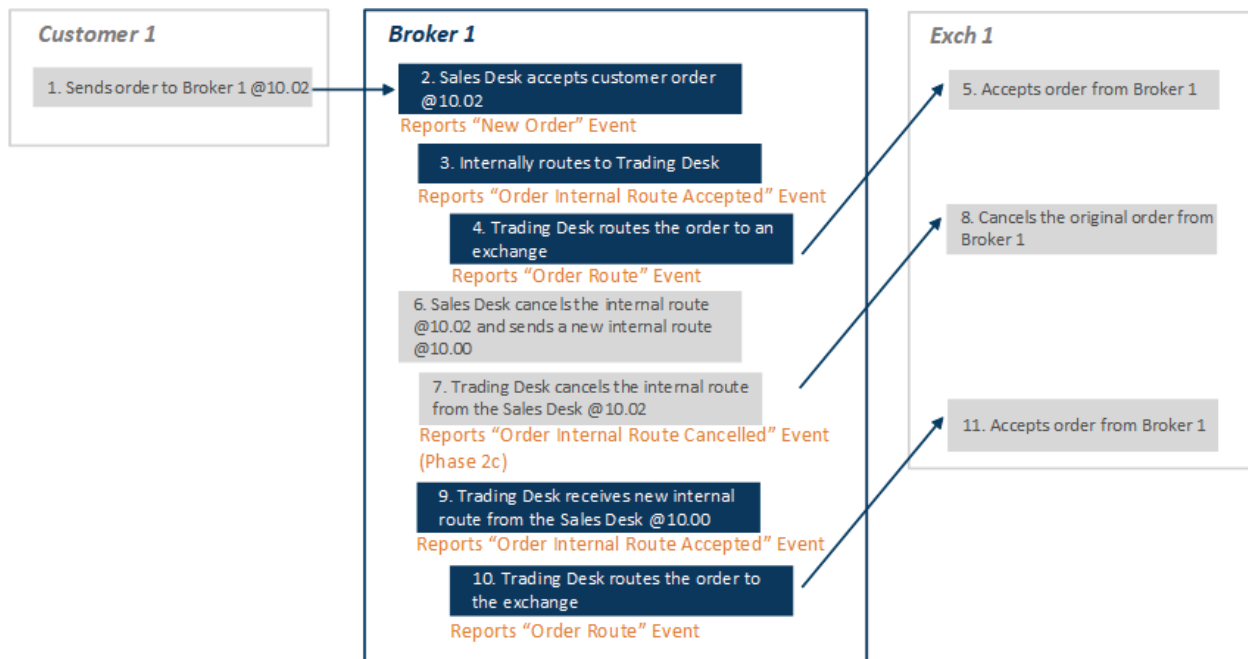 Customer 1
1. Sends order to Broker 1 @10.02
Broker 1
2. Sales Desk accepts customer order
@10.02
Reports “New Order” Event
3. Internally routes to Trading Desk
Reports “Order Internal Route Accepted” Event
4. Trading Desk routes the order to an
exchange
Reports “Order Route” Event
6. Sales Desk cancels the internal route
@10.02 and sends a new internal route
@10.00
7. Trading Desk cancels the internal route
from the Sales Desk @10.02
Reports “Order Internal Route Cancelled” Event
(Phase 2c)
9. Trading Desk receives new internal
route from the Sales Desk @10.00
Reports “Order Internal Route Accepted” Event
10. Trading Desk routes the order to
the exchange
Reports “Order Route” Event
Exch 1
5. Accepts order from Broker 1
8. Cancels the original order from
Broker 1
11. Accepts order from Broker 1